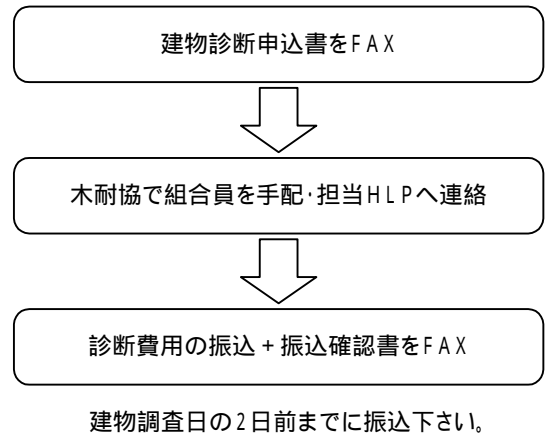 建物診断申込書をFAX
木耐協で組合員を手配・担当HLPへ連絡
診断費用の振込+振込確認書をFAX
建物調査日の2日前までに振込下さい。